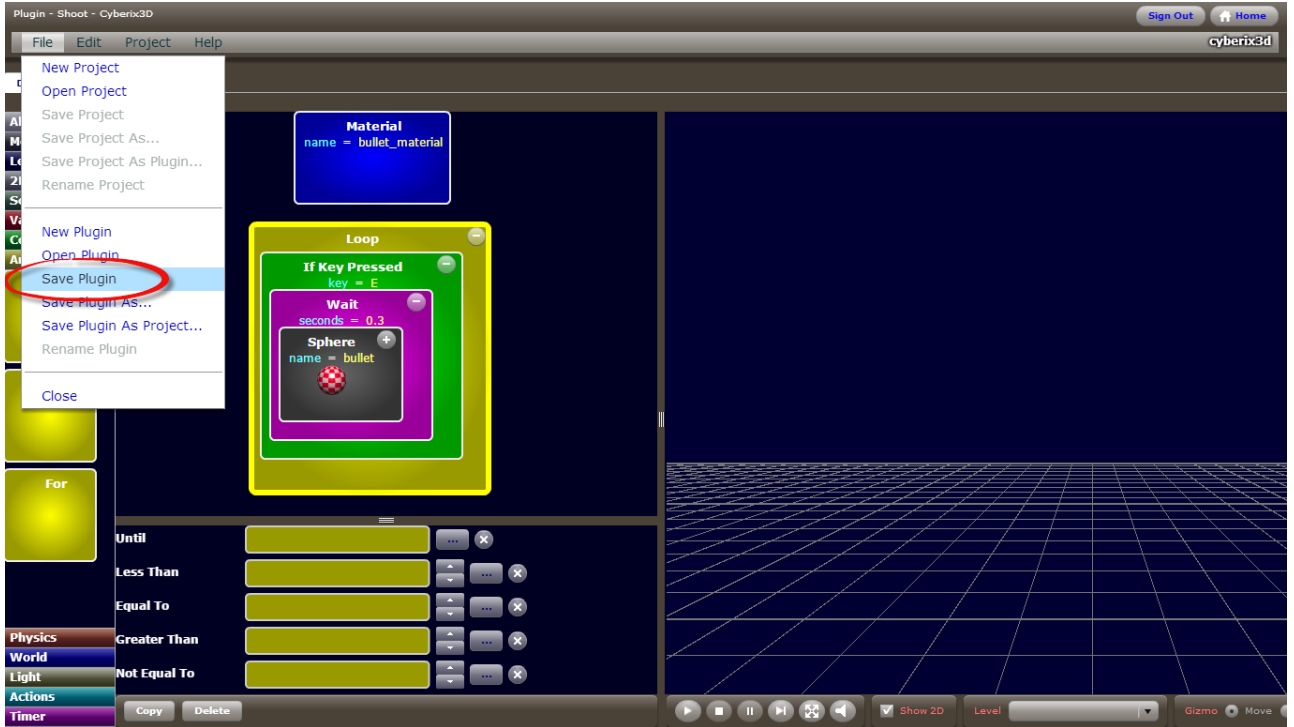 Plugin - Shoot - Cyberix3D
Sign Out
Home
File Edit Project Help
cyberix3d
New Project
Open Project
Save Project
Save Project As...
Save Project As Plugin...
Rename Project
New Plugin
Open Plugin
Save Plugin
Save Plugin As...
Save Plugin As Project...
Rename Plugin
Close
Material
name = bullet_material
Loop
If Key Pressed
key = E
Wait
seconds = 0.3
Sphere
name = bullet
For
Until
...
Less Than
...
Equal To
...
Greater Than
...
Not Equal To
...
Physics
World
Light
Actions
Timer
Copy Delete
Show 2D
Level
Gizmo Move